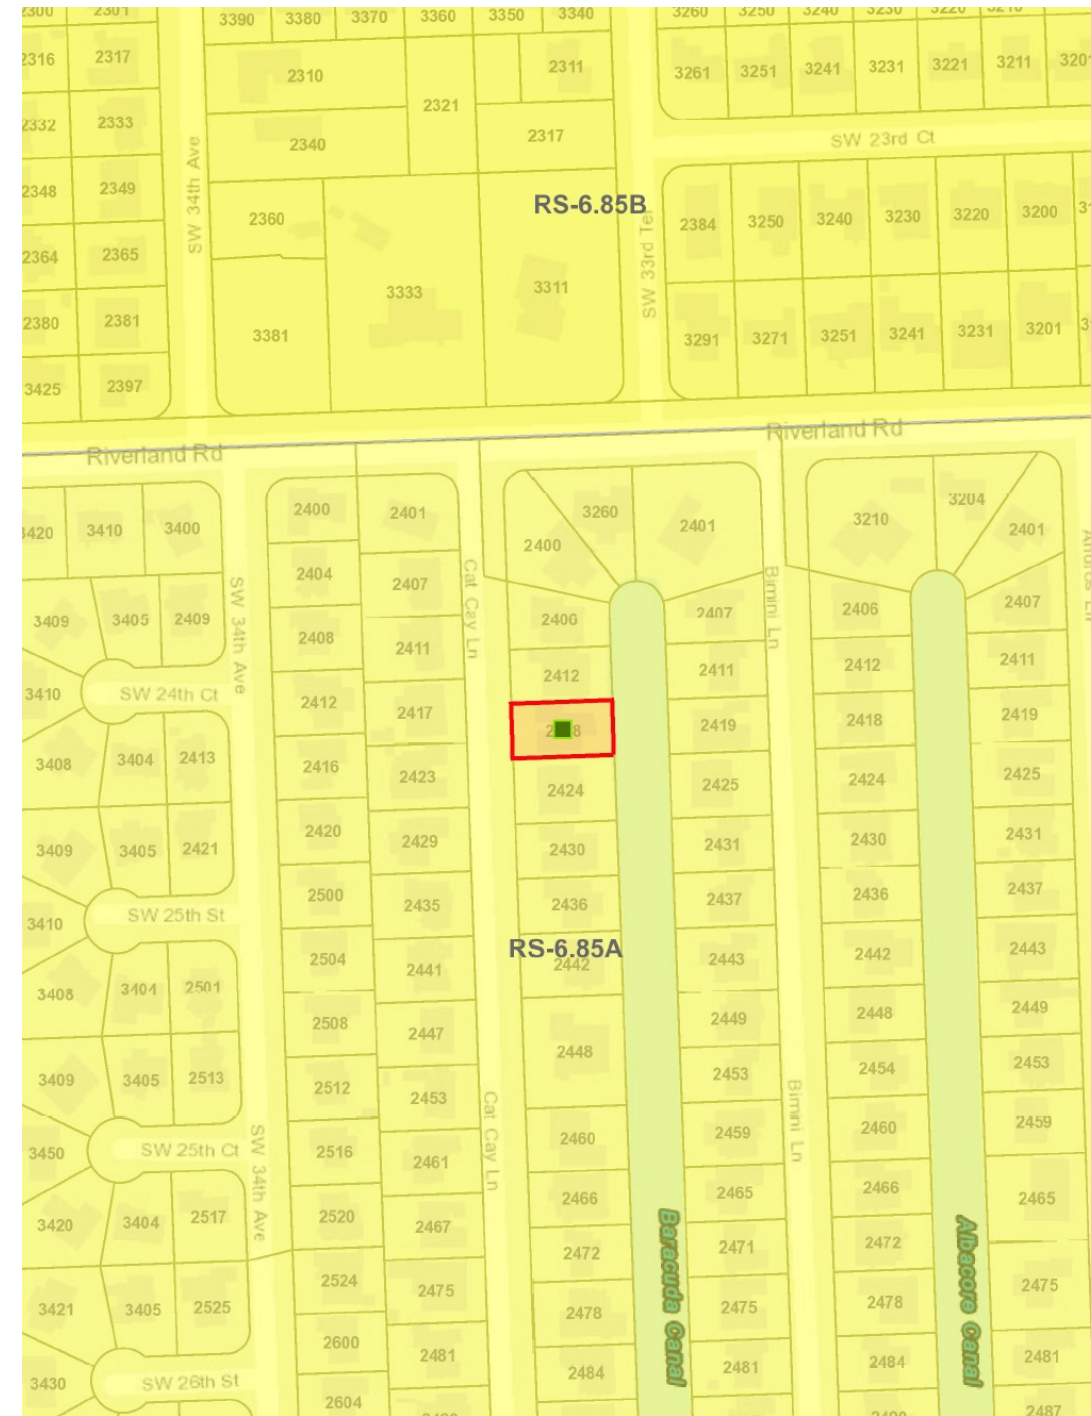 2300 2301 3390 3380 3370 3360 3350 3340 3260 3250 3240 3230 3220 3210
2316 2317 2310 2321 2311 3261 3251 3241 3231 3221 3211 3201
2332 2333 2340 2317
SW 23rd Ct
SW 34th Ave
2348 2349 2360 RS-6.85B 2384 3250 3240 3230 3220 3200
SW 33rd Ter
2364 2365 3333 3311
2380 2381 3381 3291 3271 3251 3241 3231 3201
3425 2397
Riverland Rd
Riverland Rd
3420 3410 3400 2400 2401 2400 3260 2401 3210 3204 2401
2404 2407
Cat Cay Ln
Bimini Ln
SW 34th Ave
3409 3405 2409 2408 2411 2406 2407 2406 2407
3410 SW 24th Ct 2412 2417 2412 2411 2412 2411
2419 2418 2419
3408 3404 2413 2416 2423 2424 2425 2424 2425
3409 3405 2421 2420 2429 2430 2431 2430 2431
3410 SW 25th St 2500 2435 2436 2437 2436 2437
RS-6.85A
2504 2441 2442 2443 2442 2443
3408 3404 2501 2508 2447 2448 2449 2448 2449
3409 3405 2513 2512 2453 2453 2454 2453
Cat Cay Ln
Bimini Ln
3450 SW 25th Ct 2516 2461 2460 2459 2460 2459
SW 34th Ave
3420 3404 2517 2520 2467 2466 2465 2466 2465
2472 2471 2472
Baracuda Canal
Albacore Canal
3421 3405 2525 2524 2475 2478 2475 2478 2475
2600 2481 2484 2481 2484 2481
3430 SW 26th St 2604 2487